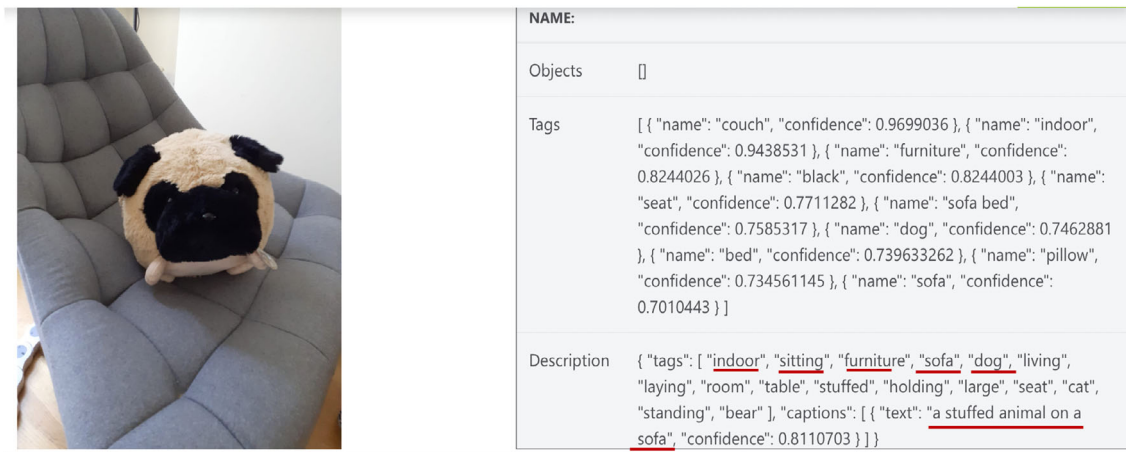 NAME:
Objects []
Tags [ { "name": "couch", "confidence": 0.9699036 }, { "name": "indoor",
"confidence": 0.9438531 }, { "name": "furniture", "confidence":
0.8244026 }, { "name": "black", "confidence": 0.8244003 }, { "name":
"seat", "confidence": 0.7711282 }, { "name": "sofa bed",
"confidence": 0.7585317 }, { "name": "dog", "confidence": 0.7462881
}, { "name": "bed", "confidence": 0.739633262 }, { "name": "pillow",
"confidence": 0.734561145 }, { "name": "sofa", "confidence":
0.7010443 } ]
Description { "tags": [ "indoor", "sitting", "furniture", "sofa", "dog", "living",
"laying", "room", "table", "stuffed", "holding", "large", "seat", "cat",
"standing", "bear" ], "captions": [ { "text": "a stuffed animal on a
sofa", "confidence": 0.8110703 } ] }